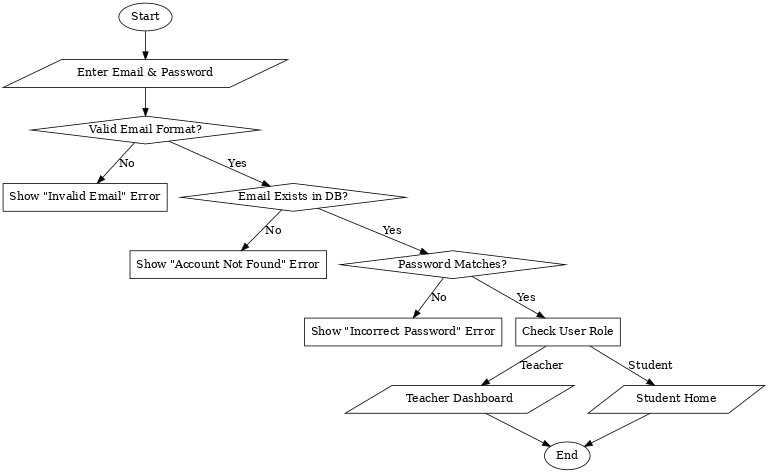 Start
Enter Email & Password
Valid Email Format?
No
Yes
Show "Invalid Email" Error
Email Exists in DB?
No
Yes
Show "Account Not Found" Error
Password Matches?
No
Yes
Show "Incorrect Password" Error
Check User Role
Teacher
Student
Teacher Dashboard
Student Home
End